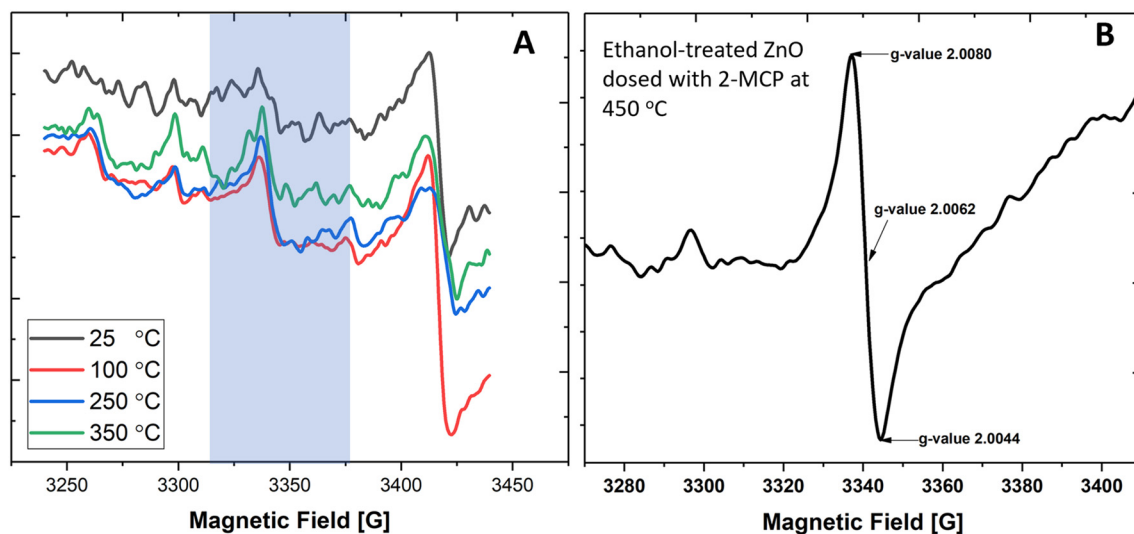 A
25 °C
100 °C
250 °C
350 °C
3250
3300
3350
3400
3450
Magnetic Field [G]
B
Ethanol-treated ZnO
dosed with 2-MCP at
450 °C
g-value 2.0080
g-value 2.0062
g-value 2.0044
3280
3300
3320
3340
3360
3380
3400
Magnetic Field [G]